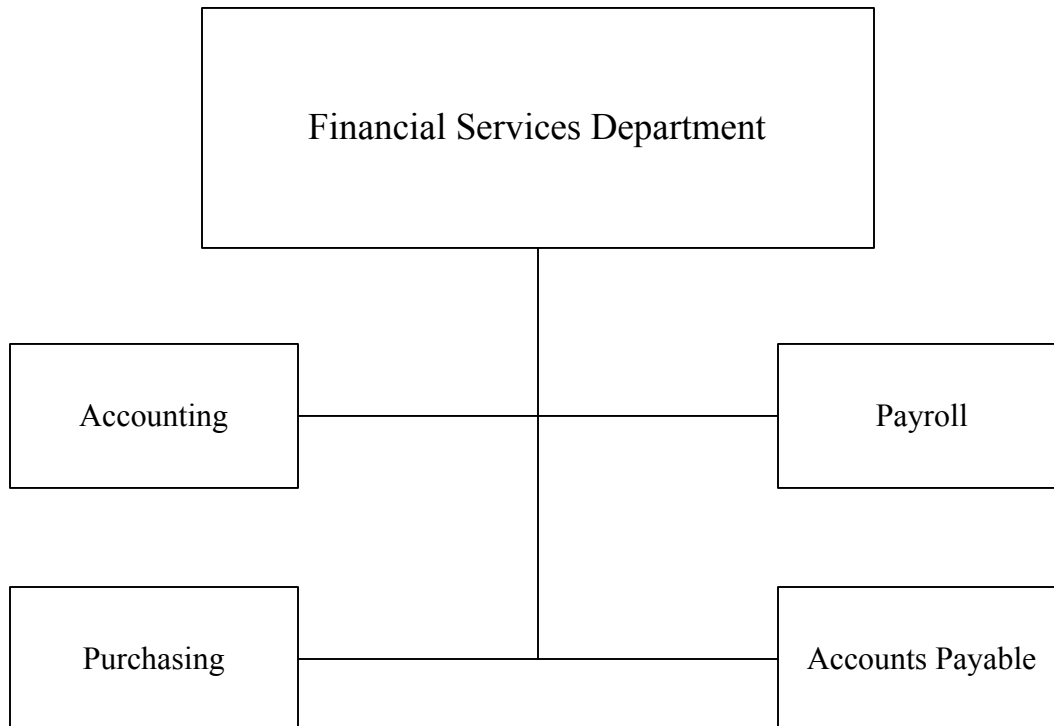 Financial Services Department
Accounting
Payroll
Purchasing
Accounts Payable